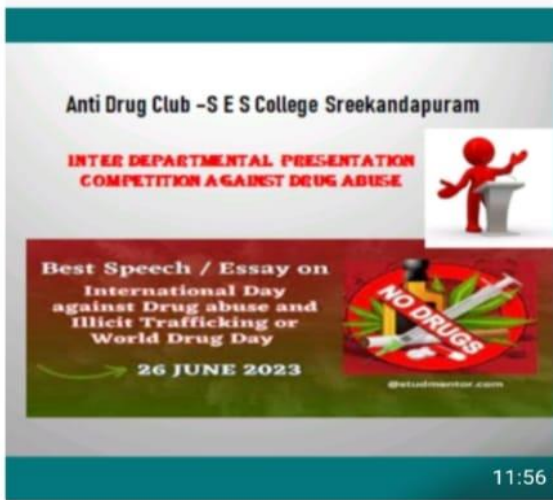 Anti Drug Club –S E S College Sreekandapuram
INTER DEPARTMENTAL PRESENTATION
COMPETITION AGAINST DRUG ABUSE
Best Speech / Essay on
International Day
against Drug abuse and
Illicit Trafficking or
World Drug Day
26 JUNE 2023
NO DRUGS
@studmentor.com
11:56